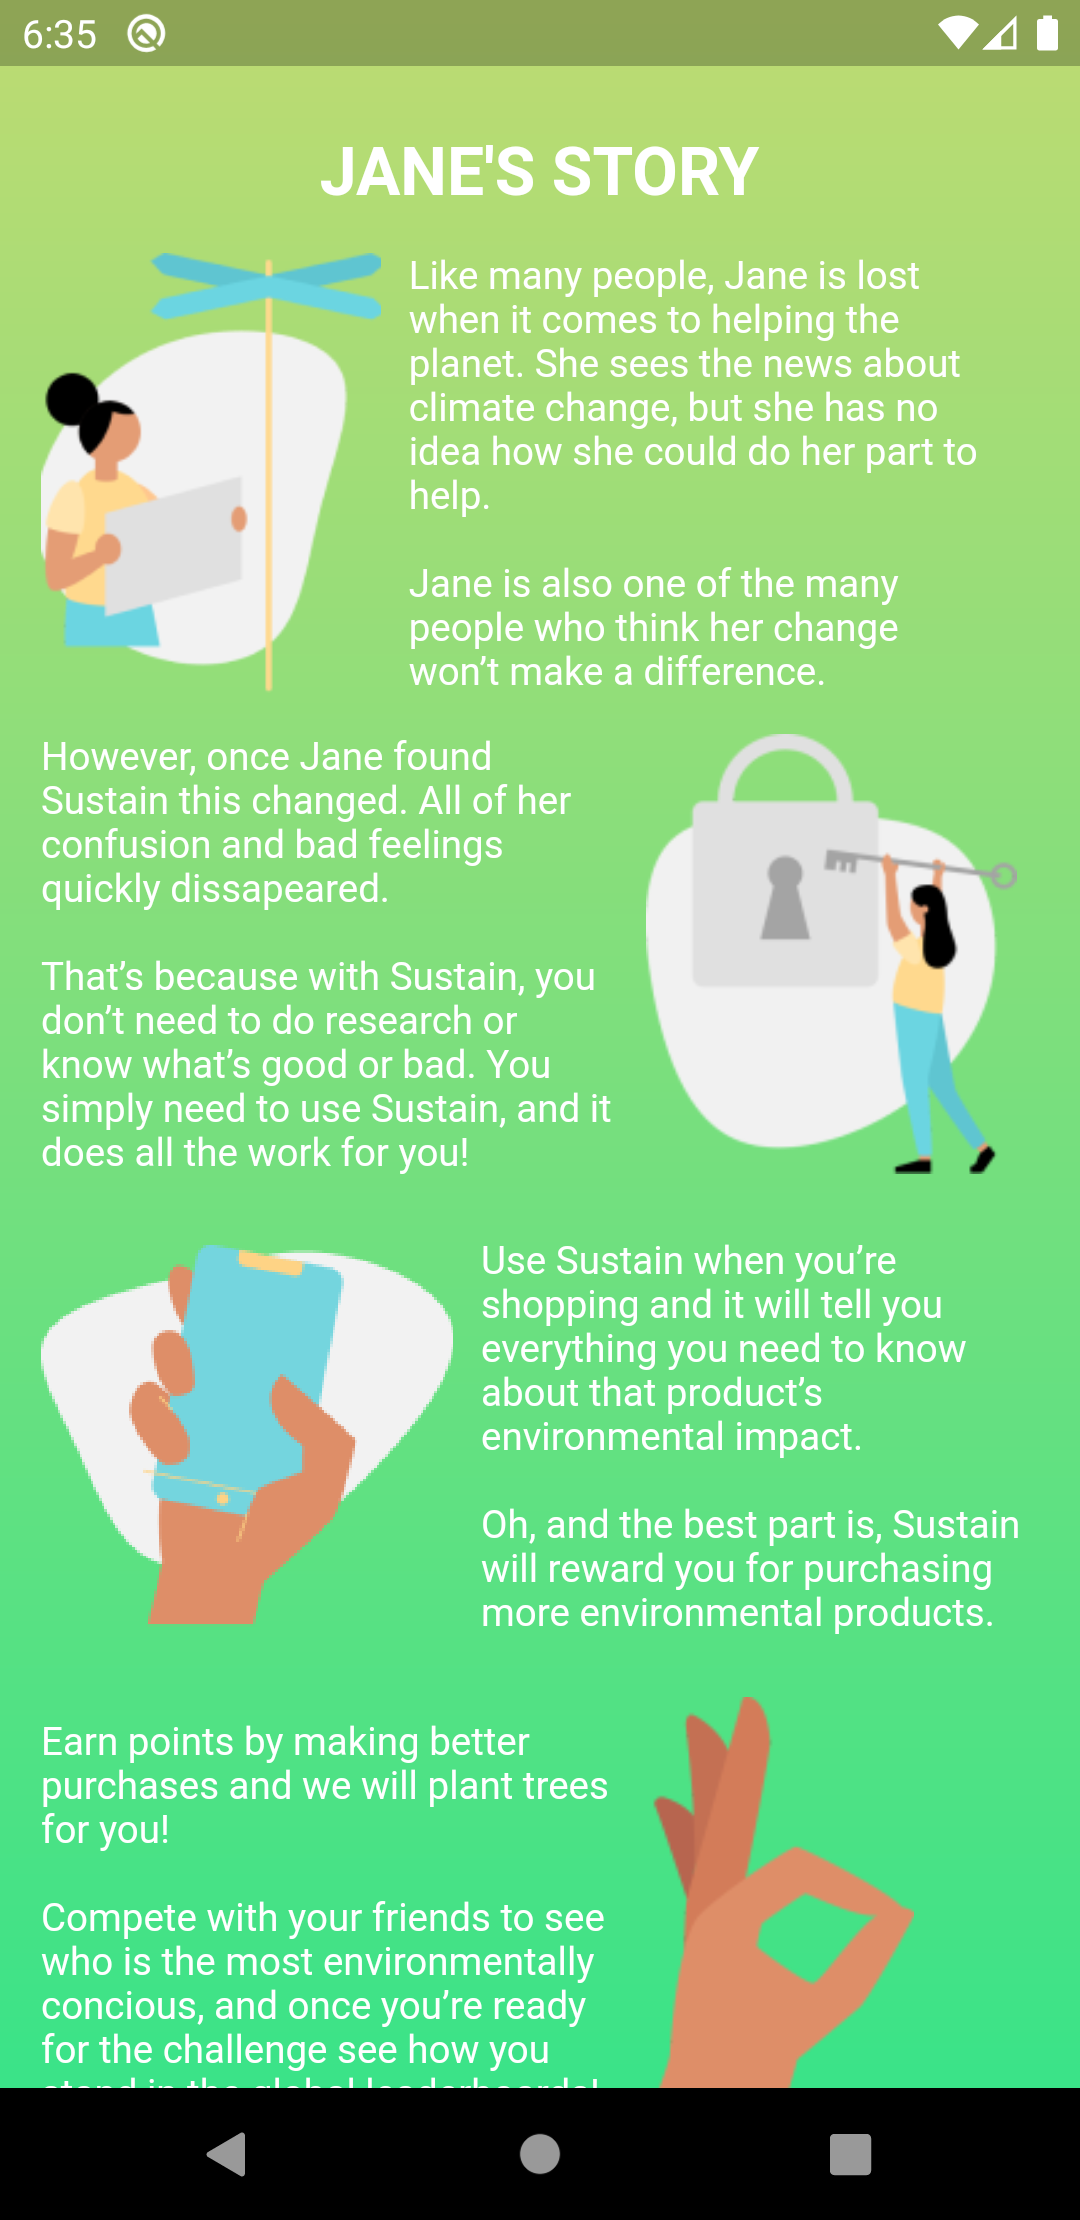 6:35
JANE'S STORY
Like many people, Jane is lost
when it comes to helping the
planet. She sees the news about
climate change, but she has no
idea how she could do her part to
help.
Jane is also one of the many
people who think her change
won’t make a difference.
However, once Jane found
Sustain this changed. All of her
confusion and bad feelings
quickly dissapeared.
That’s because with Sustain, you
don’t need to do research or
know what’s good or bad. You
simply need to use Sustain, and it
does all the work for you!
Use Sustain when you’re
shopping and it will tell you
everything you need to know
about that product’s
environmental impact.
Oh, and the best part is, Sustain
will reward you for purchasing
more environmental products.
Earn points by making better
purchases and we will plant trees
for you!
Compete with your friends to see
who is the most environmentally
concious, and once you’re ready
for the challenge see how you
stand in the global leaderboards!